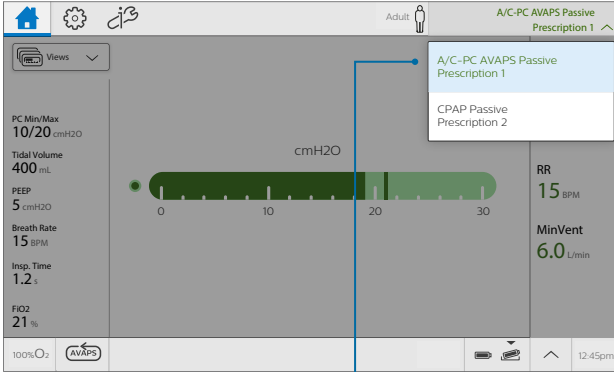 Adult
A/C-PC AVAPS Passive
Prescription 1
Views
A/C-PC AVAPS Passive
Prescription 1
CPAP Passive
Prescription 2
PC Min/Max
10/20 cmH2O
Tidal Volume
400 mL
PEEP
5 cmH2O
Breath Rate
15 BPM
Insp. Time
1.2 s
FiO2
21 %
cmH2O
0 10 20 30
RR
15 BPM
MinVent
6.0 L/min
100%O2
AVAPS
12:45pm